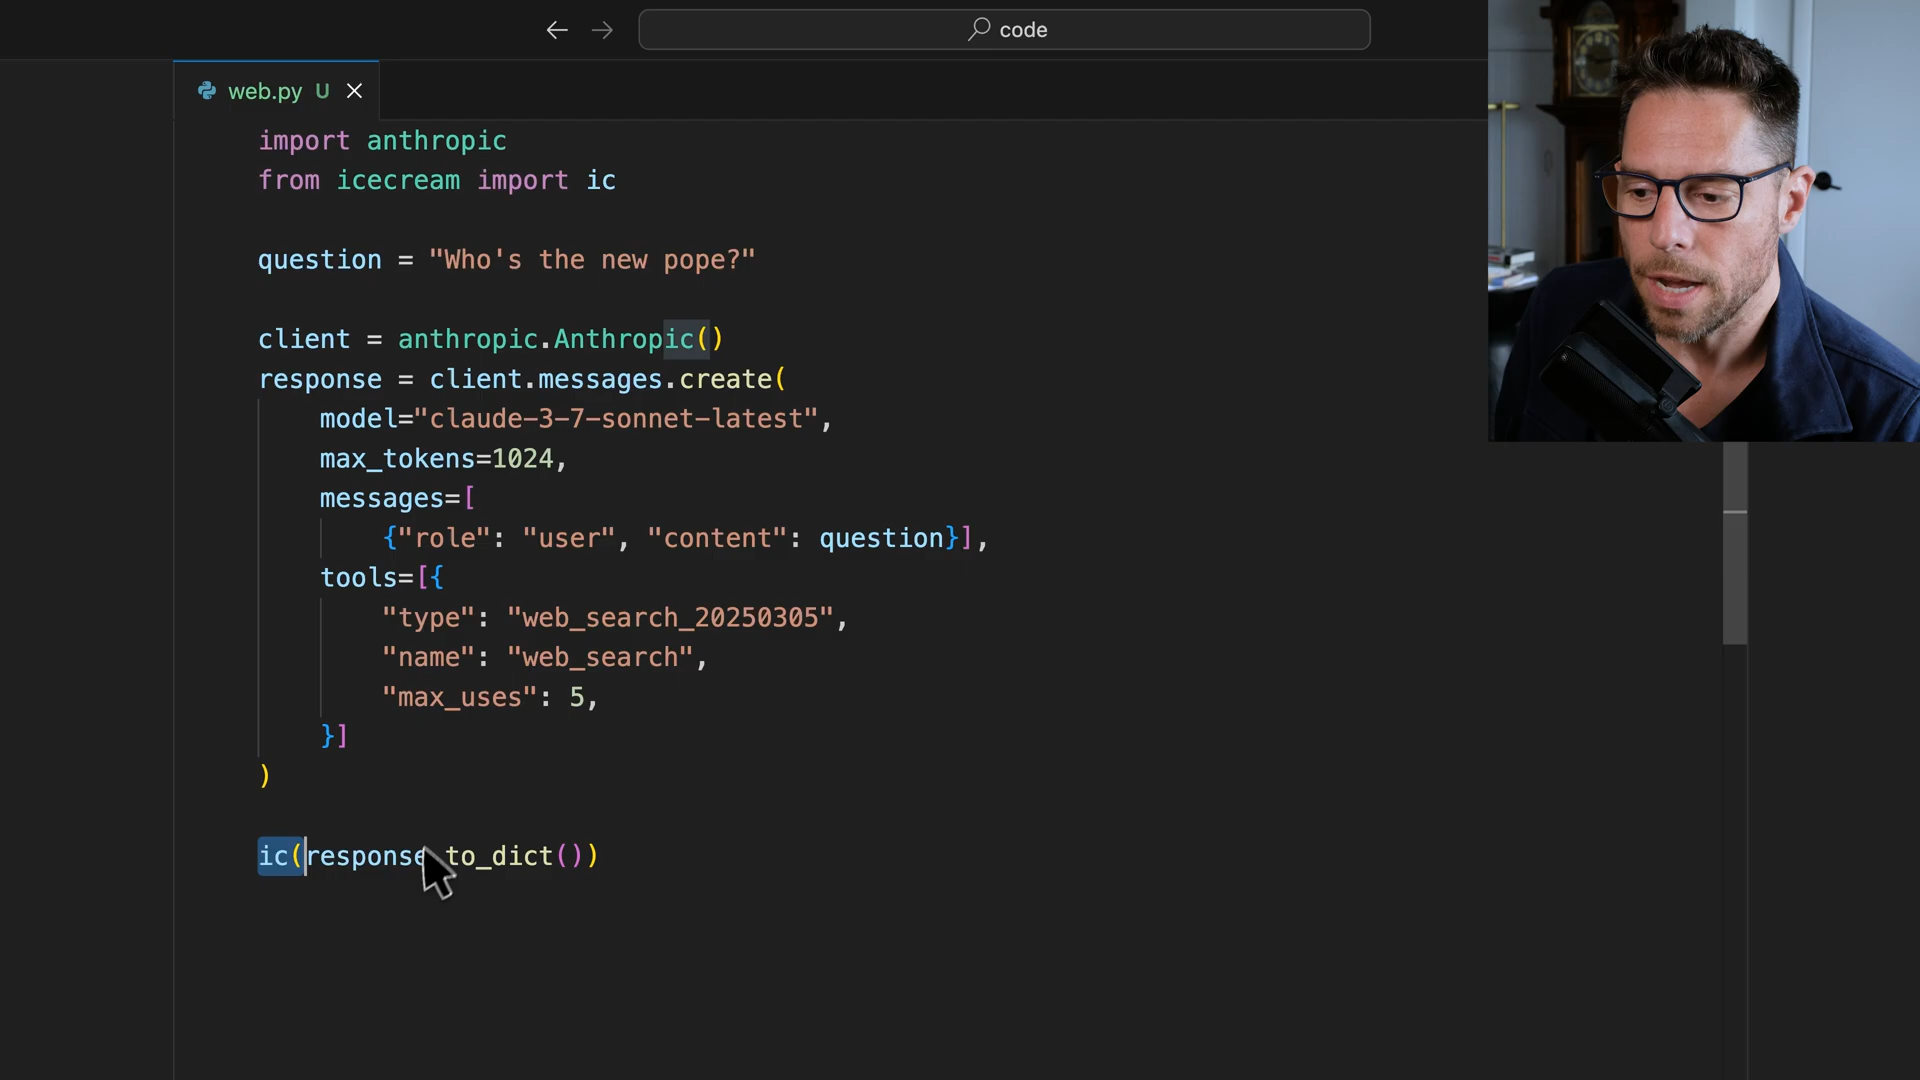 code
web.py U
import anthropic
from icecream import ic
question = "Who's the new pope?"
client = anthropic.Anthropic()
response = client.messages.create(
model="claude-3-7-sonnet-latest",
max_tokens=1024,
messages=[
{"role": "user", "content": question}],
tools=[{
"type": "web_search_20250305",
"name": "web_search",
"max_uses": 5,
}]
)
ic(response.to_dict())